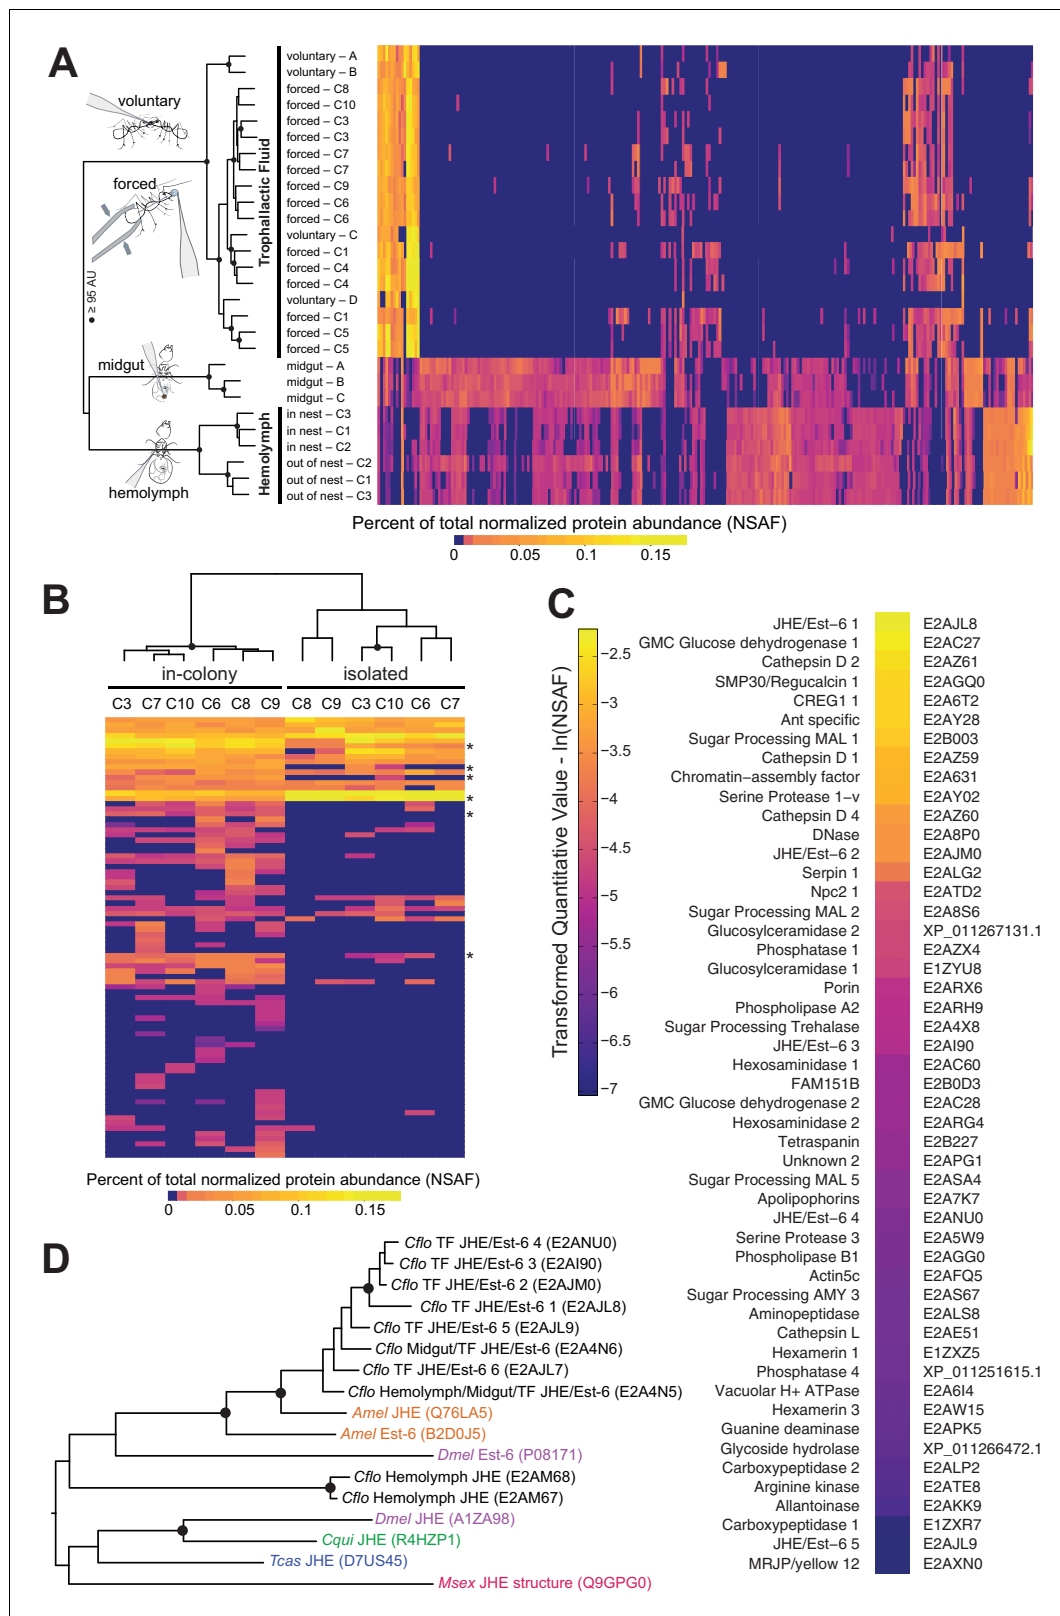 A
voluntary
forced
● ≥ 95 AU
midgut
hemolymph
voluntary – A
voluntary – B
forced – C8
forced – C10
forced – C3
forced – C3
forced – C7
forced – C7
forced – C9
forced – C6
forced – C6
voluntary – C
forced – C1
forced – C4
forced – C4
voluntary – D
forced – C1
forced – C5
forced – C5
midgut – A
midgut – B
midgut – C
in nest – C3
in nest – C1
in nest – C2
out of nest – C2
out of nest – C1
out of nest – C3
Trophallactic Fluid
Hemolymph
Percent of total normalized protein abundance (NSAF)
0 0.05 0.1 0.15
B
in-colony isolated
C3 C7 C10 C6 C8 C9 C8 C9 C3 C10 C6 C7
*
*
*
*
*
*
Percent of total normalized protein abundance (NSAF)
0 0.05 0.1 0.15
C
Transformed Quantitative Value - ln(NSAF)
−2.5
−3
−3.5
−4
−4.5
−5
−5.5
−6
−6.5
−7
JHE/Est−6 1 E2AJL8
GMC Glucose dehydrogenase 1 E2AC27
Cathepsin D 2 E2AZ61
SMP30/Regucalcin 1 E2AGQ0
CREG1 1 E2A6T2
Ant specific E2AY28
Sugar Processing MAL 1 E2B003
Cathepsin D 1 E2AZ59
Chromatin−assembly factor E2A631
Serine Protease 1−v E2AY02
Cathepsin D 4 E2AZ60
DNase E2A8P0
JHE/Est−6 2 E2AJM0
Serpin 1 E2ALG2
Npc2 1 E2ATD2
Sugar Processing MAL 2 E2A8S6
Glucosylceramidase 2 XP_011267131.1
Phosphatase 1 E2AZX4
Glucosylceramidase 1 E1ZYU8
Porin E2ARX6
Phospholipase A2 E2ARH9
Sugar Processing Trehalase E2A4X8
JHE/Est−6 3 E2AI90
Hexosaminidase 1 E2AC60
FAM151B E2B0D3
GMC Glucose dehydrogenase 2 E2AC28
Hexosaminidase 2 E2ARG4
Tetraspanin E2B227
Unknown 2 E2APG1
Sugar Processing MAL 5 E2ASA4
Apolipophorins E2A7K7
JHE/Est−6 4 E2ANU0
Serine Protease 3 E2A5W9
Phospholipase B1 E2AGG0
Actin5c E2AFQ5
Sugar Processing AMY 3 E2AS67
Aminopeptidase E2ALS8
Cathepsin L E2AE51
Hexamerin 1 E1ZXZ5
Phosphatase 4 XP_011251615.1
Vacuolar H+ ATPase E2A6I4
Hexamerin 3 E2AW15
Guanine deaminase E2APK5
Glycoside hydrolase XP_011266472.1
Carboxypeptidase 2 E2ALP2
Arginine kinase E2ATE8
Allantoinase E2AKK9
Carboxypeptidase 1 E1ZXR7
JHE/Est−6 5 E2AJL9
MRJP/yellow 12 E2AXN0
D
Cflo TF JHE/Est-6 4 (E2ANU0)
Cflo TF JHE/Est-6 3 (E2AI90)
Cflo TF JHE/Est-6 2 (E2AJM0)
Cflo TF JHE/Est-6 1 (E2AJL8)
Cflo TF JHE/Est-6 5 (E2AJL9)
Cflo Midgut/TF JHE/Est-6 (E2A4N6)
Cflo TF JHE/Est-6 6 (E2AJL7)
Cflo Hemolymph/Midgut/TF JHE/Est-6 (E2A4N5)
Amel JHE (Q76LA5)
Amel Est-6 (B2D0J5)
Dmel Est-6 (P08171)
Cflo Hemolymph JHE (E2AM68)
Cflo Hemolymph JHE (E2AM67)
Dmel JHE (A1ZA98)
Cqui JHE (R4HZP1)
Tcas JHE (D7US45)
Msex JHE structure (Q9GPG0)